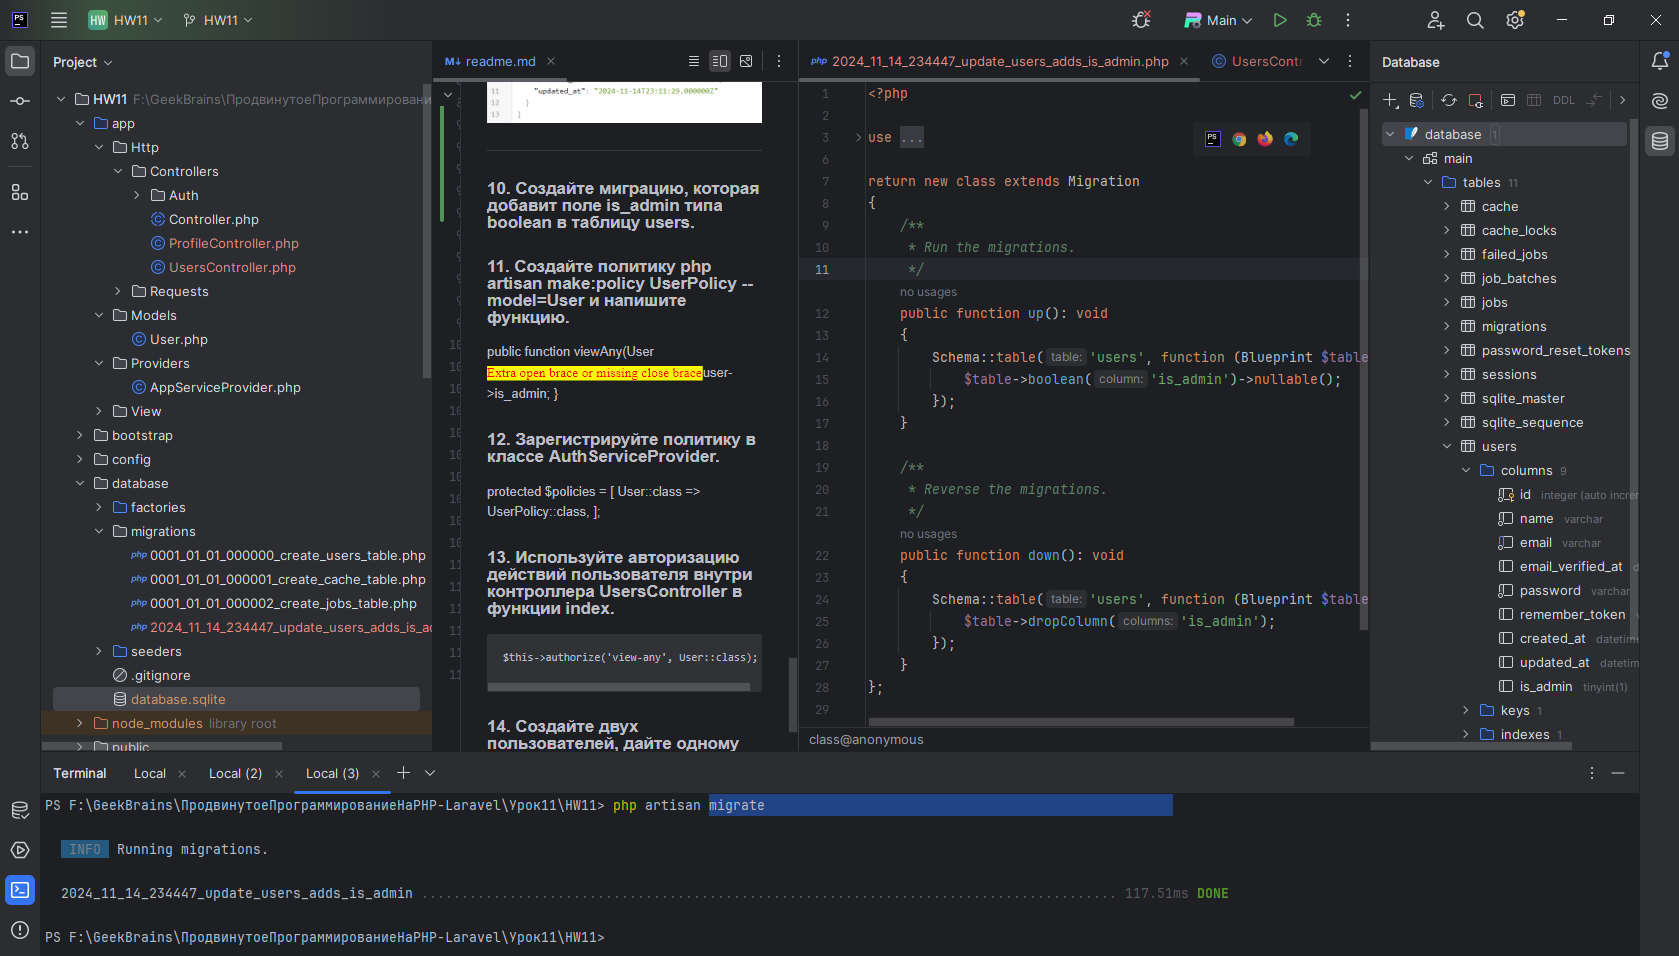 PS
HW HW11
HW11
Main
Project
HW11 F:\GeekBrains\ПродвинутоеПрограммировани
app
Http
Controllers
Auth
Controller.php
ProfileController.php
UsersController.php
Requests
Models
User.php
Providers
AppServiceProvider.php
View
bootstrap
config
database
factories
migrations
php 0001_01_01_000000_create_users_table.php
php 0001_01_01_000001_create_cache_table.php
php 0001_01_01_000002_create_jobs_table.php
php 2024_11_14_234447_update_users_adds_is_ad
seeders
.gitignore
database.sqlite
node_modules library root
public
M↓ readme.md
11 "updated_at": "2024-11-14T23:11:29.000000Z"
12 }
13 ]
10. Создайте миграцию, которая
добавит поле is_admin типа
boolean в таблицу users.
11. Создайте политику php
artisan make:policy UserPolicy --
model=User и напишите
функцию.
public function viewAny(User
Extra open brace or missing close braceuser-
>is_admin; }
12. Зарегистрируйте политику в
классе AuthServiceProvider.
protected $policies = [ User::class =>
UserPolicy::class, ];
13. Используйте авторизацию
действий пользователя внутри
контроллера UsersController в
функции index.
$this->authorize('view-any', User::class);
14. Создайте двух
пользователей, дайте одному
php 2024_11_14_234447_update_users_adds_is_admin.php
UsersContr
1 <?php
2
3 use ...
6
7 return new class extends Migration
8 {
9 /**
10 * Run the migrations.
11 */
no usages
12 public function up(): void
13 {
14 Schema::table( table: 'users', function (Blueprint $table
15 $table->boolean( column: 'is_admin')->nullable();
16 });
17 }
18
19 /**
20 * Reverse the migrations.
21 */
no usages
22 public function down(): void
23 {
24 Schema::table( table: 'users', function (Blueprint $table
25 $table->dropColumn( columns: 'is_admin');
26 });
27 }
28 };
29
class@anonymous
Database
DDL
database 1
main
tables 11
cache
cache_locks
failed_jobs
job_batches
jobs
migrations
password_reset_tokens
sessions
sqlite_master
sqlite_sequence
users
columns 9
id integer (auto increr
name varchar
email varchar
email_verified_at d
password varchar
remember_token
created_at datetim
updated_at datetim
is_admin tinyint(1)
keys 1
indexes 1
Terminal
Local
Local (2)
Local (3)
PS F:\GeekBrains\ПродвинутоеПрограммированиеНаPHP-Laravel\Урок11\HW11> php artisan migrate
INFO Running migrations.
2024_11_14_234447_update_users_adds_is_admin ....................................................................................... 117.51ms DONE
PS F:\GeekBrains\ПродвинутоеПрограммированиеНаPHP-Laravel\Урок11\HW11>